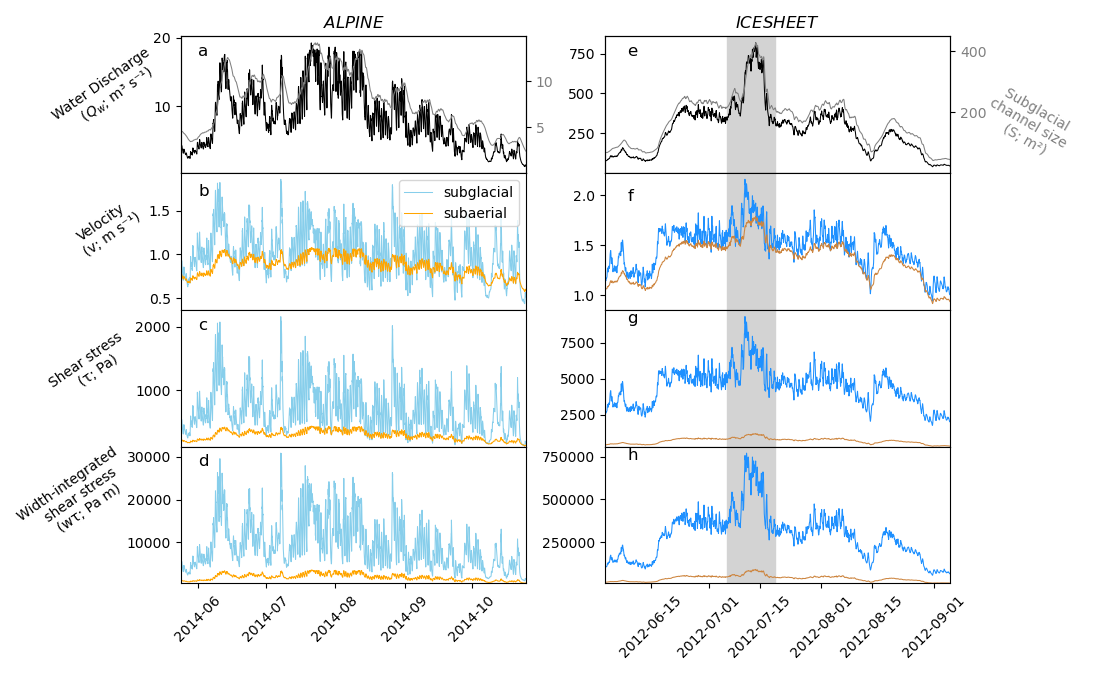 ALPINE
ICESHEET
Water Discharge
(Qw; m³ s⁻¹)
20
10
a
10
5
750
500
250
e
400
200
Subglacial
channel size
(S; m²)
Velocity
(v; m s⁻¹)
1.5
1.0
0.5
b
subglacial
subaerial
2.0
1.5
1.0
f
Shear stress
(τ; Pa)
2000
1000
c
7500
5000
2500
g
Width-integrated
shear stress
(wτ; Pa m)
30000
20000
10000
d
750000
500000
250000
h
2014-06
2014-07
2014-08
2014-09
2014-10
2012-06-15
2012-07-01
2012-07-15
2012-08-01
2012-08-15
2012-09-01